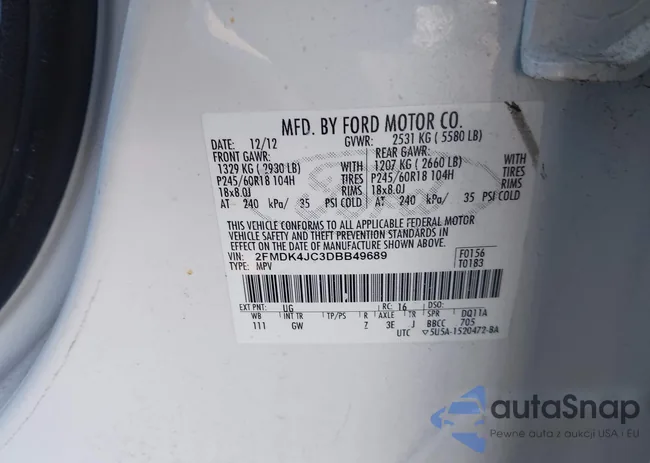 MFD. BY FORD MOTOR CO.
DATE: 12/12 GVWR: 2531 KG ( 5580 LB)
FRONT GAWR: REAR GAWR:
1329 KG ( 2930 LB) WITH 1207 KG ( 2660 LB) WITH
P245/60R18 104H TIRES P245/60R18 104H TIRES
18x8.0J RIMS 18x8.0J RIMS
AT 240 kPa/ 35 PSI COLD AT 240 kPa/ 35 PSI COLD
THIS VEHICLE CONFORMS TO ALL APPLICABLE FEDERAL MOTOR
VEHICLE SAFETY AND THEFT PREVENTION STANDARDS IN
EFFECT ON THE DATE OF MANUFACTURE SHOWN ABOVE.
VIN: 2FMDK4JC3DBB49689 F0156
TYPE: MPV T0183
EXT PNT: UG RC: 16 DSO:
WB INT TR TP/PS R AXLE TR SPR DQ11A
111 GW 7 3E J BBCC 705
UTC ▽5U5A-1520472-BA
Ford
autoSnap
Pewne auta z aukcji USA i EU